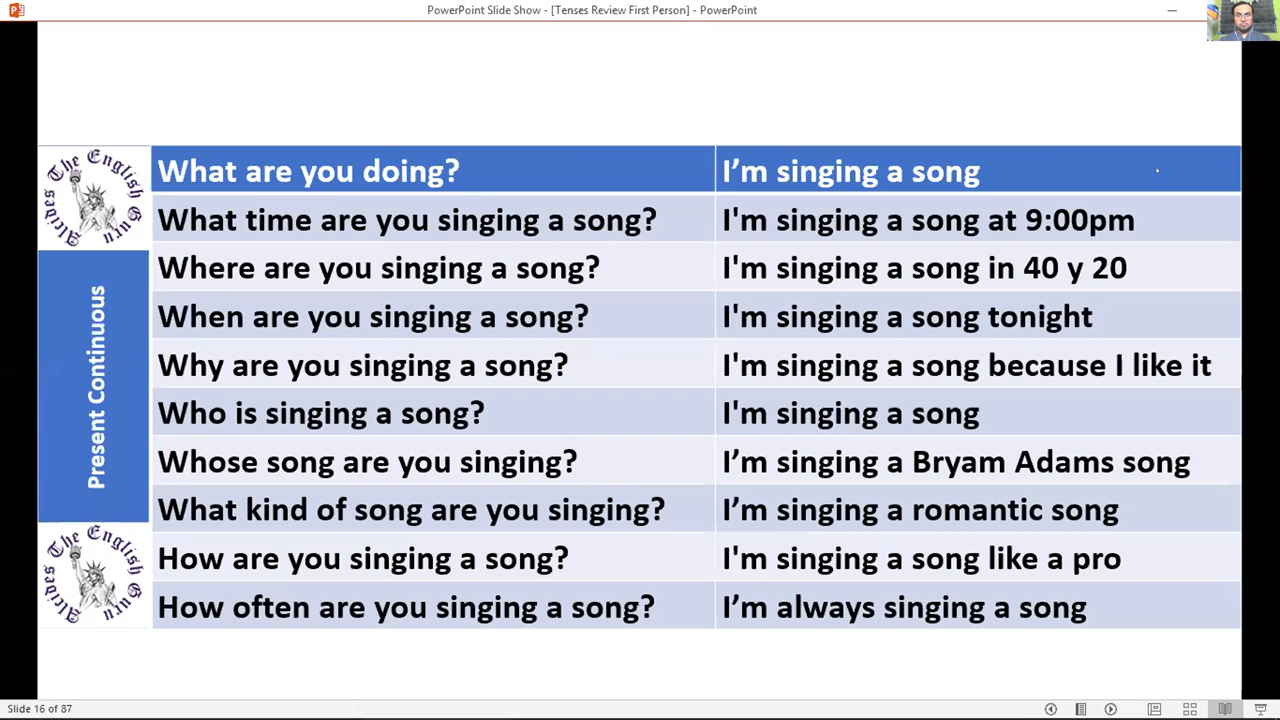 PowerPoint Slide Show - [Tenses Review First Person] - PowerPoint
Alcides The English Guru
What are you doing? I’m singing a song
What time are you singing a song? I'm singing a song at 9:00pm
Where are you singing a song? I'm singing a song in 40 y 20
When are you singing a song? I'm singing a song tonight
Present Continuous
Why are you singing a song? I'm singing a song because I like it
Who is singing a song? I'm singing a song
Whose song are you singing? I’m singing a Bryam Adams song
What kind of song are you singing? I’m singing a romantic song
Alcides The English Guru
How are you singing a song? I'm singing a song like a pro
How often are you singing a song? I’m always singing a song
Slide 16 of 87